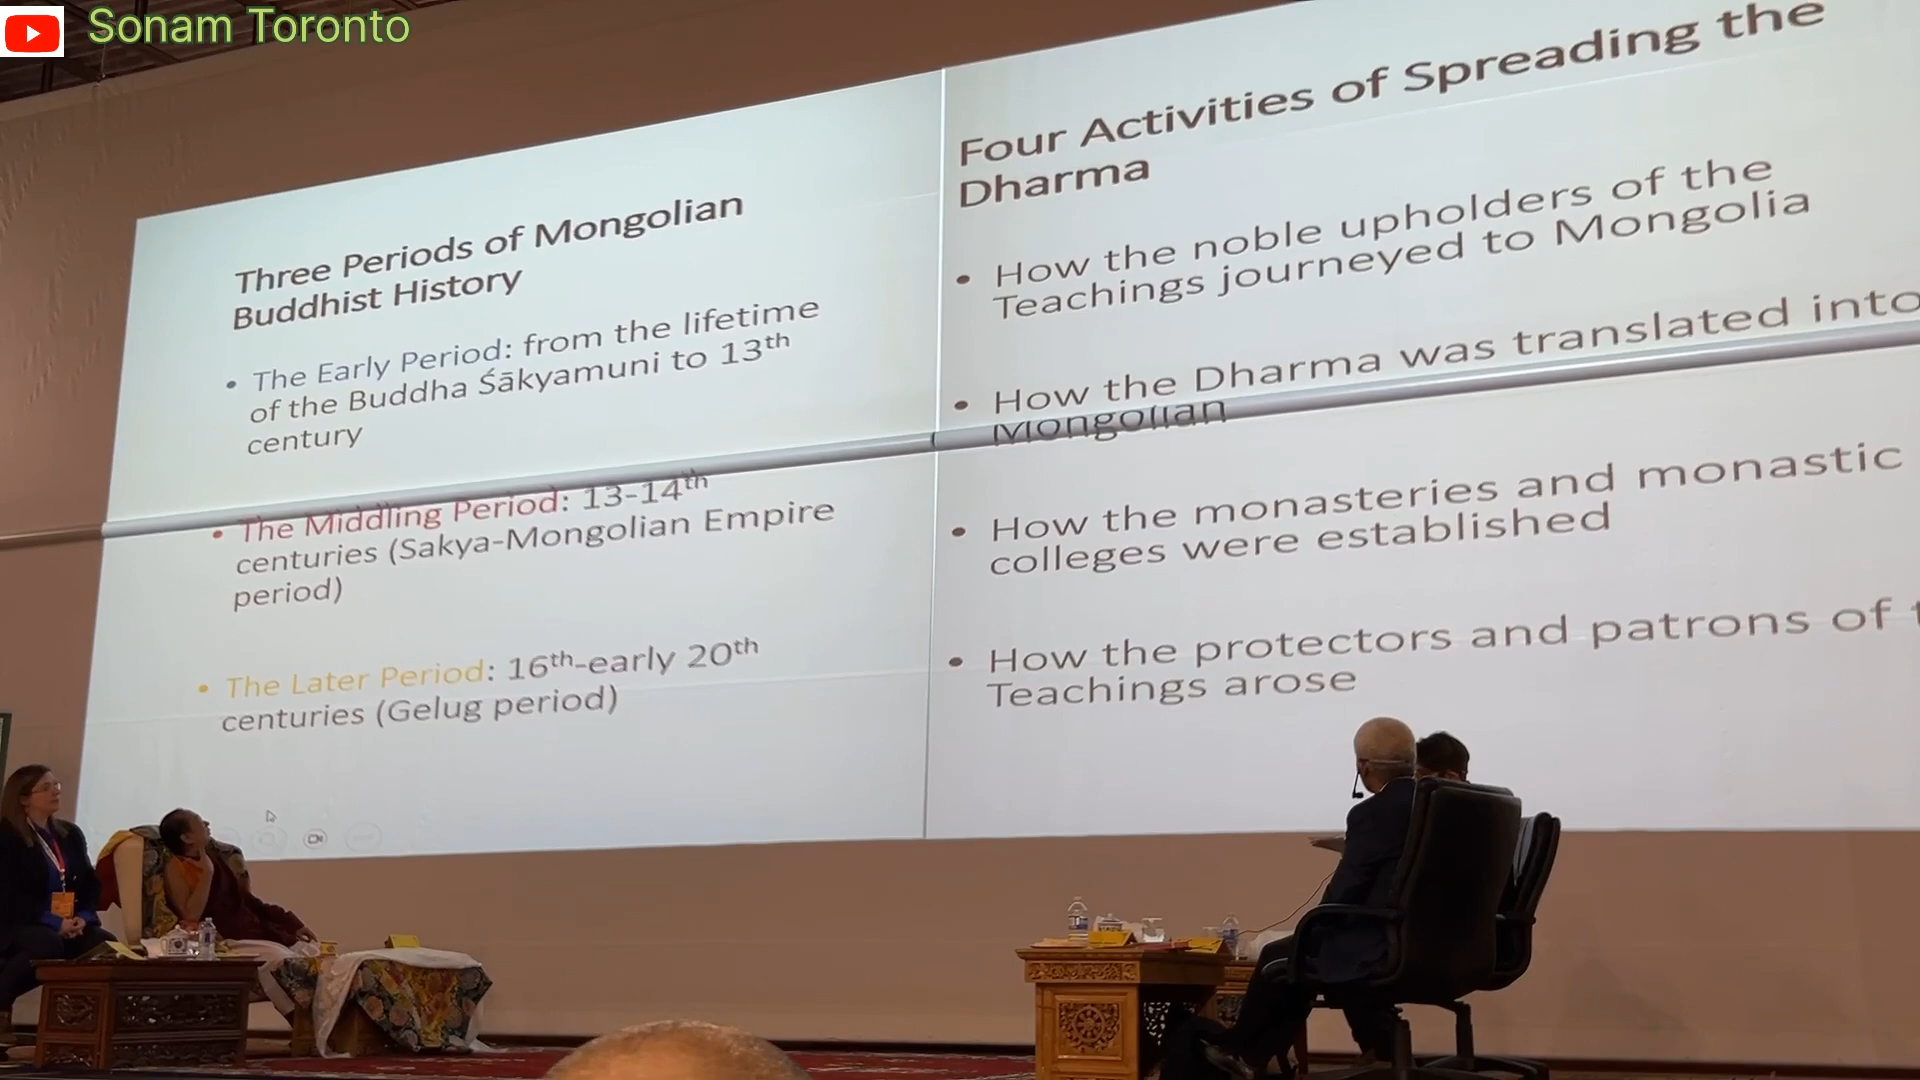 Sonam Toronto
Three Periods of Mongolian
Buddhist History
• The Early Period: from the lifetime
of the Buddha Śākyamuni to 13th
century
• The Middling Period: 13-14th
centuries (Sakya-Mongolian Empire
period)
• The Later Period: 16th-early 20th
centuries (Gelug period)
Four Activities of Spreading the
Dharma
• How the noble upholders of the
Teachings journeyed to Mongolia
• How the Dharma was translated into
Mongolian
• How the monasteries and monastic
colleges were established
• How the protectors and patrons of
Teachings arose